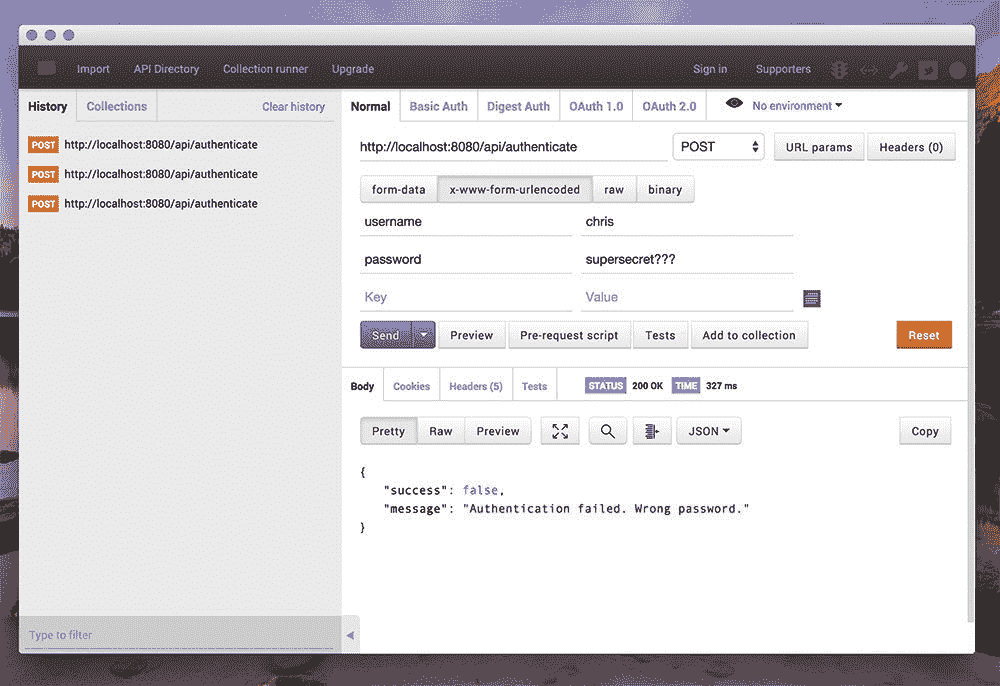 Import API Directory Collection runner Upgrade Sign in Supporters
History Collections Clear history
POST http://localhost:8080/api/authenticate
POST http://localhost:8080/api/authenticate
POST http://localhost:8080/api/authenticate
Type to filter
Normal Basic Auth Digest Auth OAuth 1.0 OAuth 2.0 No environment
http://localhost:8080/api/authenticate POST URL params Headers (0)
form-data x-www-form-urlencoded raw binary
username chris
password supersecret???
Key Value
Send Preview Pre-request script Tests Add to collection Reset
Body Cookies Headers (5) Tests STATUS 200 OK TIME 327 ms
Pretty Raw Preview JSON Copy
{
"success": false,
"message": "Authentication failed. Wrong password."
}